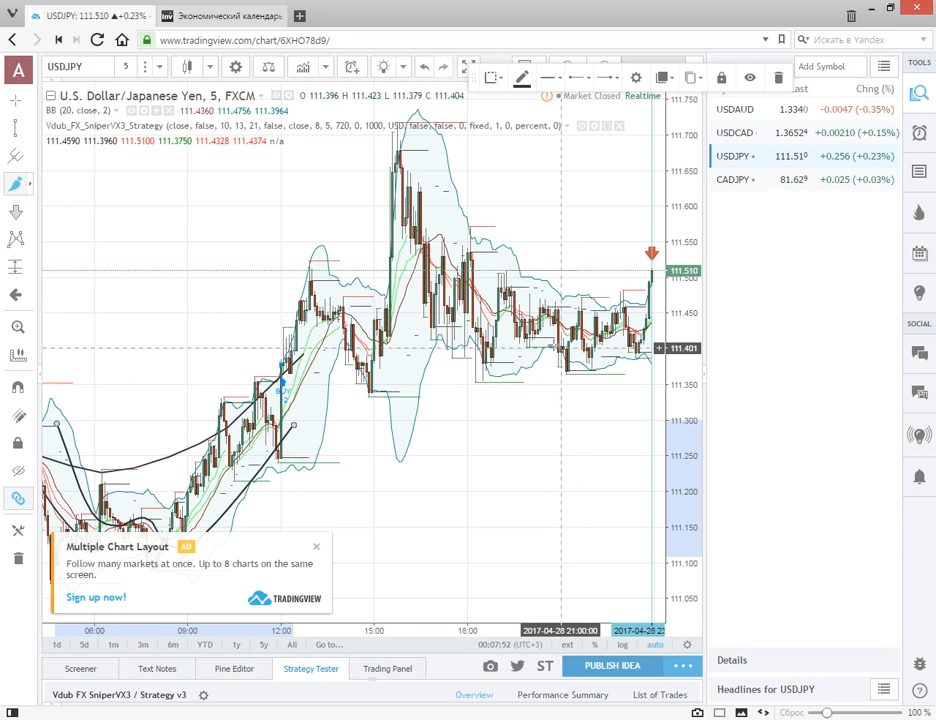 USDJPY: 111.510 ▲+0.23% -
Экономический календарь
https://www.tradingview.com/chart/6XHO78d9/
Искать в Yandex
USDJPY 5
Add Symbol
TOOLS
U.S. Dollar/Japanese Yen, 5, FXCM
O 111.396 H 111.423 L 111.379 C 111.404
Market Closed Realtime
BB (20, close, 2) 111.4360 111.4756 111.3964
Vdub_FX_SniperVX3_Strategy (close, false, 10, 13, 21, false, close, 8, 5, 720, 0, 1000, USD, false, false, 0, fixed, 1, 0, percent, 0)
111.4590 111.3960 111.5100 111.3750 111.4328 111.4374 n/a
Last Chg (%)
USDAUD 1.3340 -0.0047 (-0.35%)
USDCAD 1.36524 +0.00210 (+0.15%)
USDJPY 111.510 +0.256 (+0.23%)
CADJPY 81.629 +0.025 (+0.03%)
111.750
111.700
111.650
111.600
111.550
111.510
111.500
111.450
111.401
111.350
111.300
111.250
111.200
111.150
111.100
111.050
BUY
SOCIAL
Multiple Chart Layout AD
Follow many markets at once. Up to 8 charts on the same
screen.
Sign up now!
TRADINGVIEW
06:00 09:00 12:00 15:00 18:00 2017-04-28 21:00:00 2017-04-28 23
1d 5d 1m 3m 6m YTD 1y 5y All Go to...
00:07:52 (UTC+3) ext % log auto
Screener Text Notes Pine Editor Strategy Tester Trading Panel
ST PUBLISH IDEA
Details
Vdub FX SniperVX3 / Strategy v3
Overview Performance Summary List of Trades
Headlines for USDJPY
Сброс 100 %